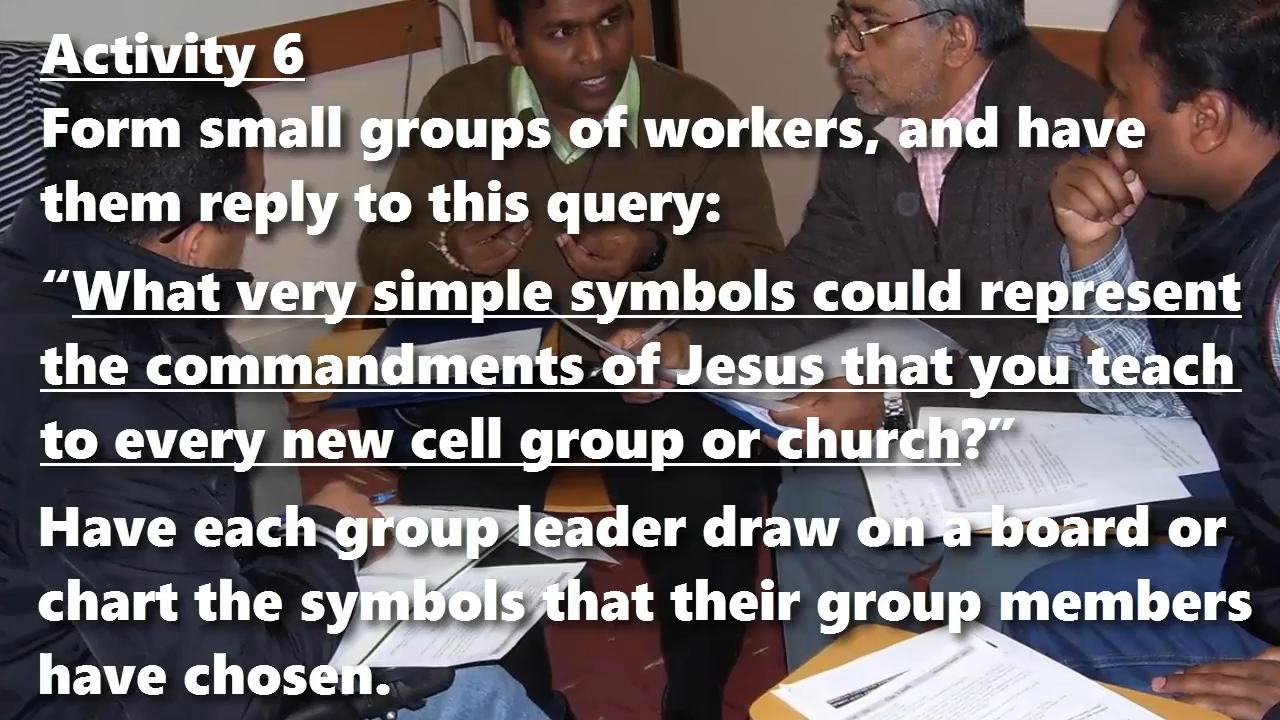 Activity 6
Form small groups of workers, and have
them reply to this query:
“What very simple symbols could represent
the commandments of Jesus that you teach
to every new cell group or church?”
Have each group leader draw on a board or
chart the symbols that their group members
have chosen.